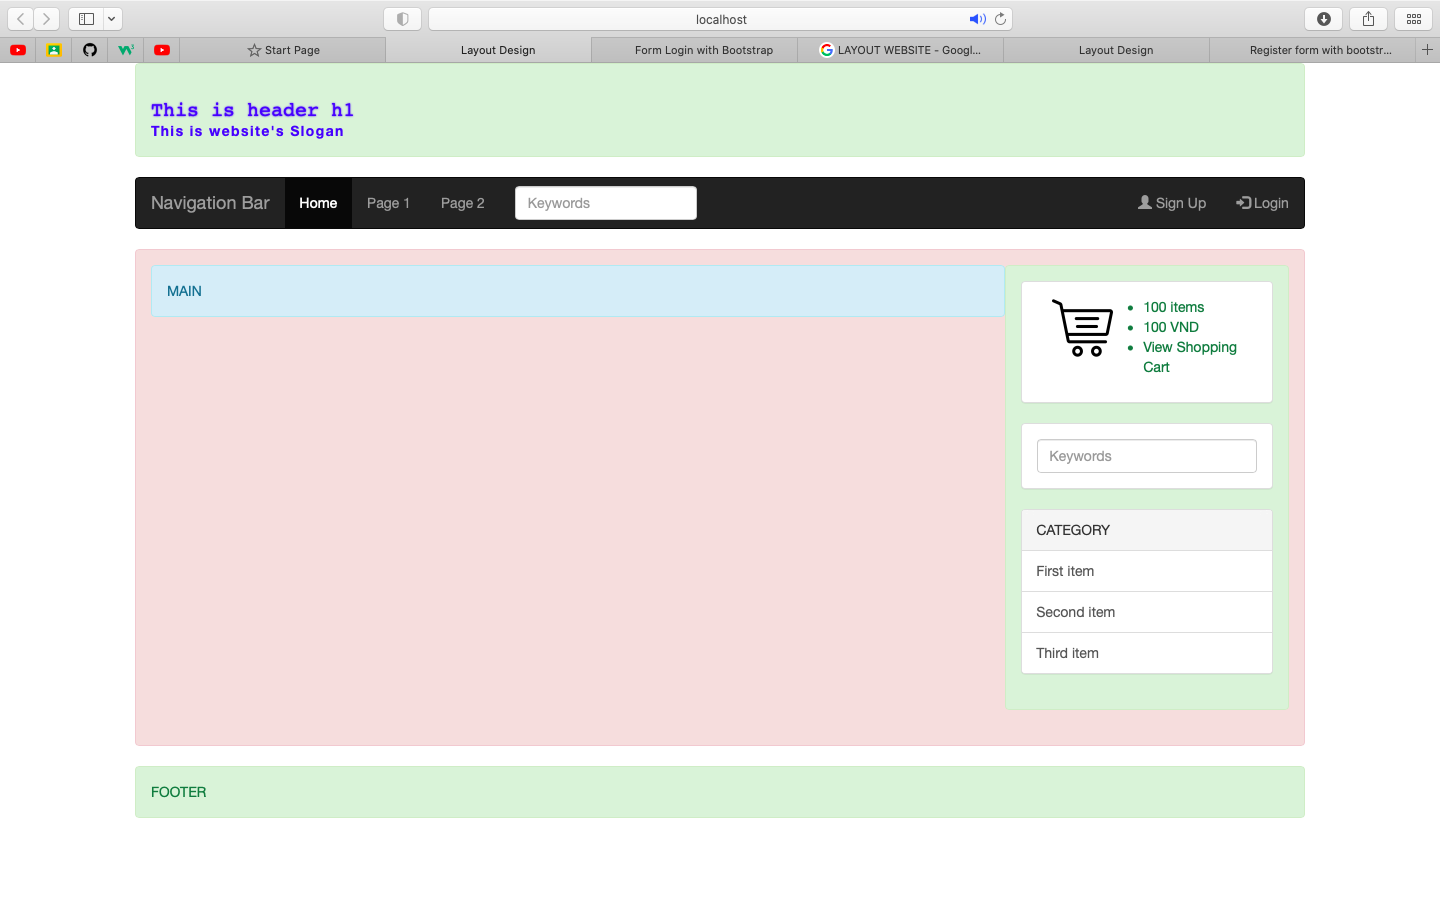 localhost
Start Page
Layout Design
Form Login with Bootstrap
LAYOUT WEBSITE - Googl...
Layout Design
Register form with bootstr...
This is header h1
This is website's Slogan
Navigation Bar
Home
Page 1
Page 2
Keywords
Sign Up
Login
MAIN
100 items
100 VND
View Shopping
Cart
Keywords
CATEGORY
First item
Second item
Third item
FOOTER